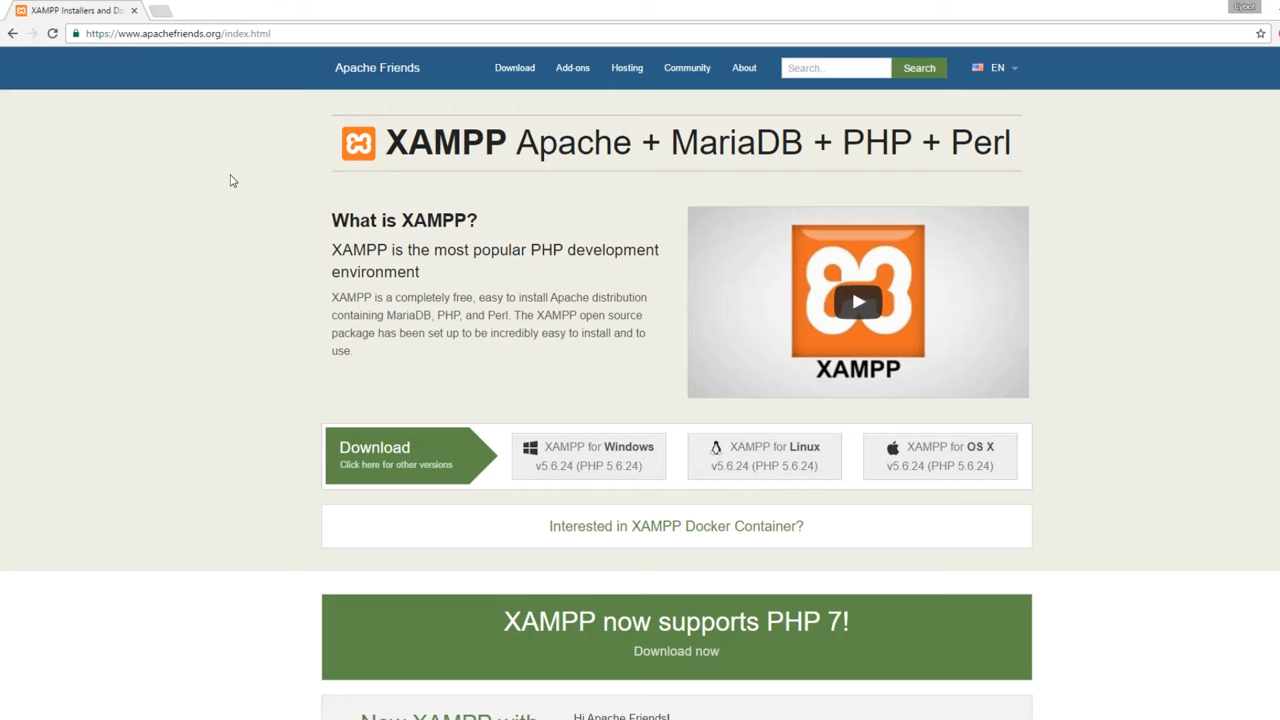 XAMPP Installers and Do
Cybot
https://www.apachefriends.org/index.html
Apache Friends
Download
Add-ons
Hosting
Community
About
Search..
Search
EN
XAMPP Apache + MariaDB + PHP + Perl
What is XAMPP?
XAMPP is the most popular PHP development
environment
XAMPP is a completely free, easy to install Apache distribution
containing MariaDB, PHP, and Perl. The XAMPP open source
package has been set up to be incredibly easy to install and to
use.
XAMPP
Download
Click here for other versions
XAMPP for Windows
v5.6.24 (PHP 5.6.24)
XAMPP for Linux
v5.6.24 (PHP 5.6.24)
XAMPP for OS X
v5.6.24 (PHP 5.6.24)
Interested in XAMPP Docker Container?
XAMPP now supports PHP 7!
Download now
New XAMPP with
Hi Apache Friends!